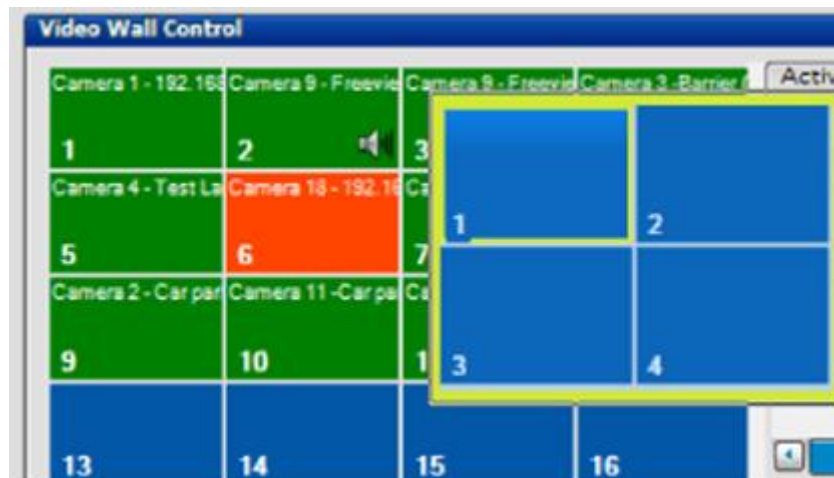 Video Wall Control
Camera 1 - 192.168
Camera 9 - Freevie
Camera 9 - Freevie
Camera 3 -Barrier
Activ
1
2
3
Camera 4 - Test La
Camera 18 - 192.16
Ca
1
2
5
6
7
Camera 2 - Car par
Camera 11 -Car pa
Ca
9
10
1
3
4
13
14
15
16